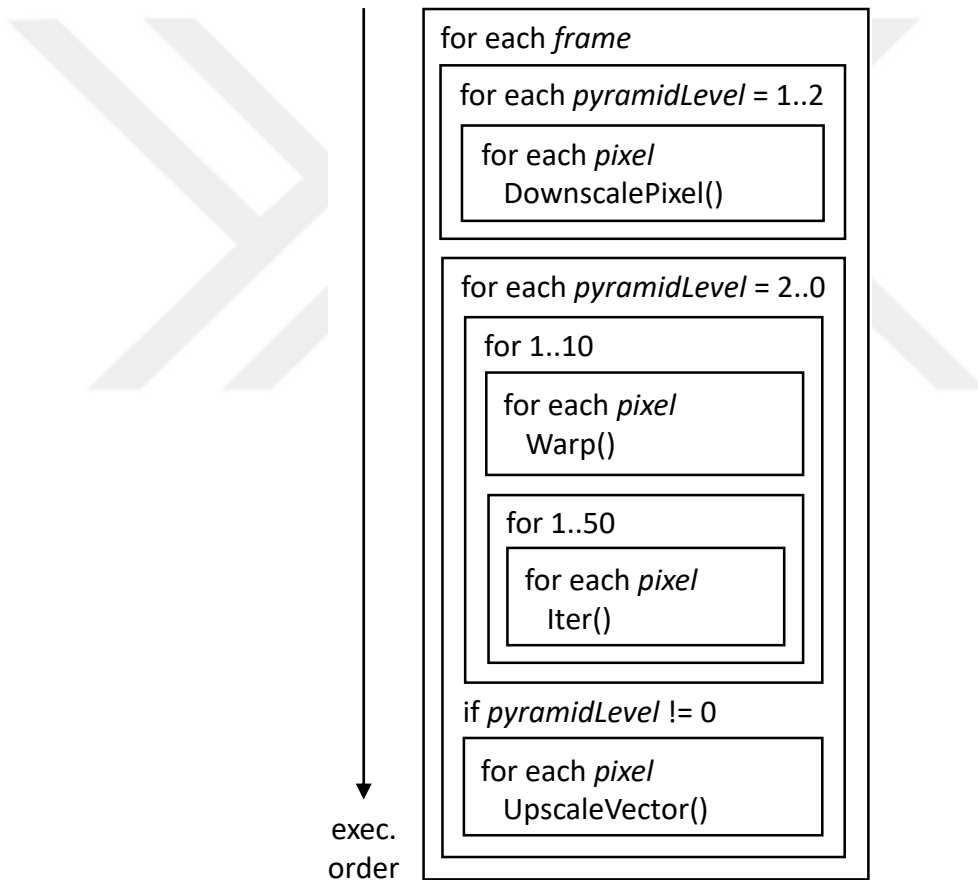 for each frame
for each pyramidLevel = 1..2
for each pixel
DownscalePixel()
for each pyramidLevel = 2..0
for 1..10
for each pixel
Warp()
for 1..50
for each pixel
Iter()
if pyramidLevel != 0
for each pixel
UpscaleVector()
exec.
order